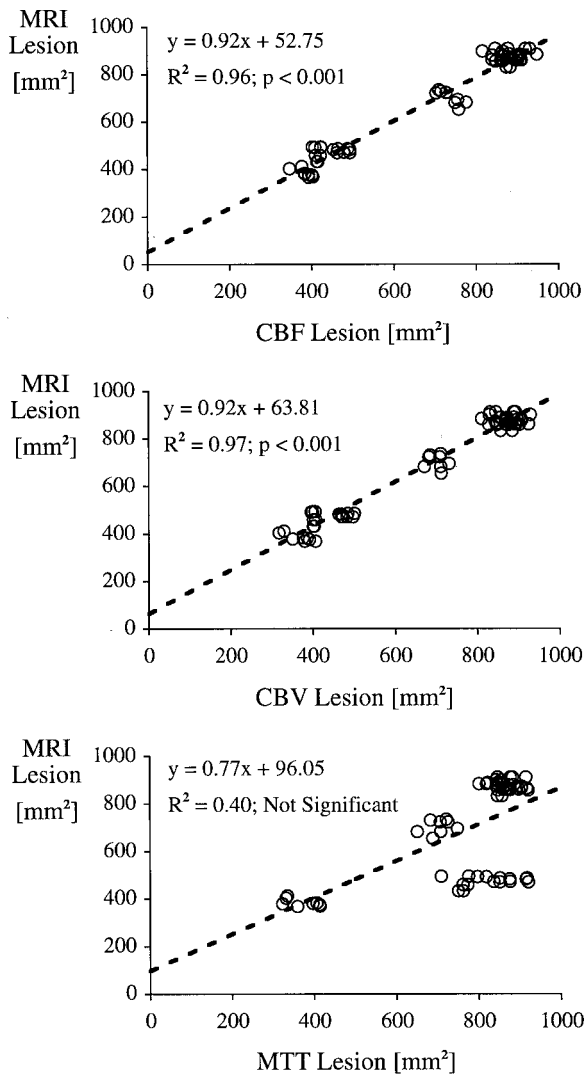 MRI
Lesion
[mm²]
y = 0.92x + 52.75
R² = 0.96; p < 0.001
1000
800
600
400
200
0
0 200 400 600 800 1000
CBF Lesion [mm²]
MRI
Lesion
[mm²]
y = 0.92x + 63.81
R² = 0.97; p < 0.001
1000
800
600
400
200
0
0 200 400 600 800 1000
CBV Lesion [mm²]
MRI
Lesion
[mm²]
y = 0.77x + 96.05
R² = 0.40; Not Significant
1000
800
600
400
200
0
0 200 400 600 800 1000
MTT Lesion [mm²]